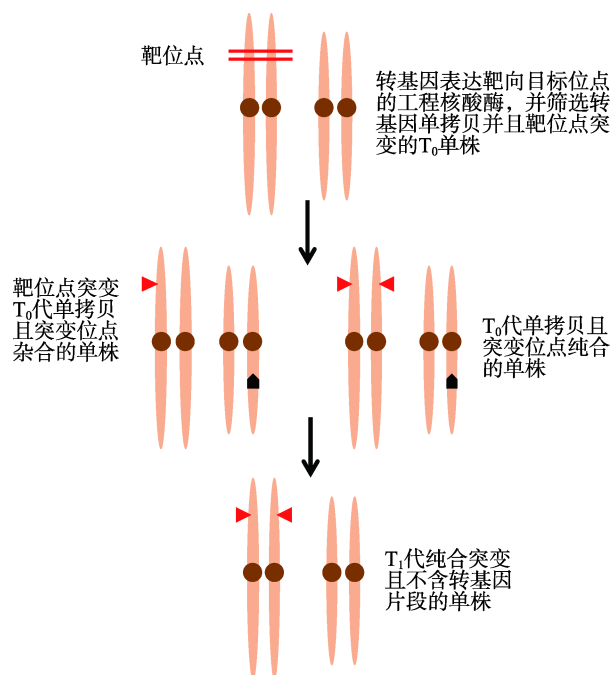 靶位点
转基因表达靶向目标位点
的工程核酸酶，并筛选转
基因单拷贝并且靶位点突
变的T₀单株
靶位点突变
T₀代单拷贝
且突变位点
杂合的单株
T₀代单拷贝且
突变位点纯合
的单株
T₁代纯合突变
且不含转基因
片段的单株